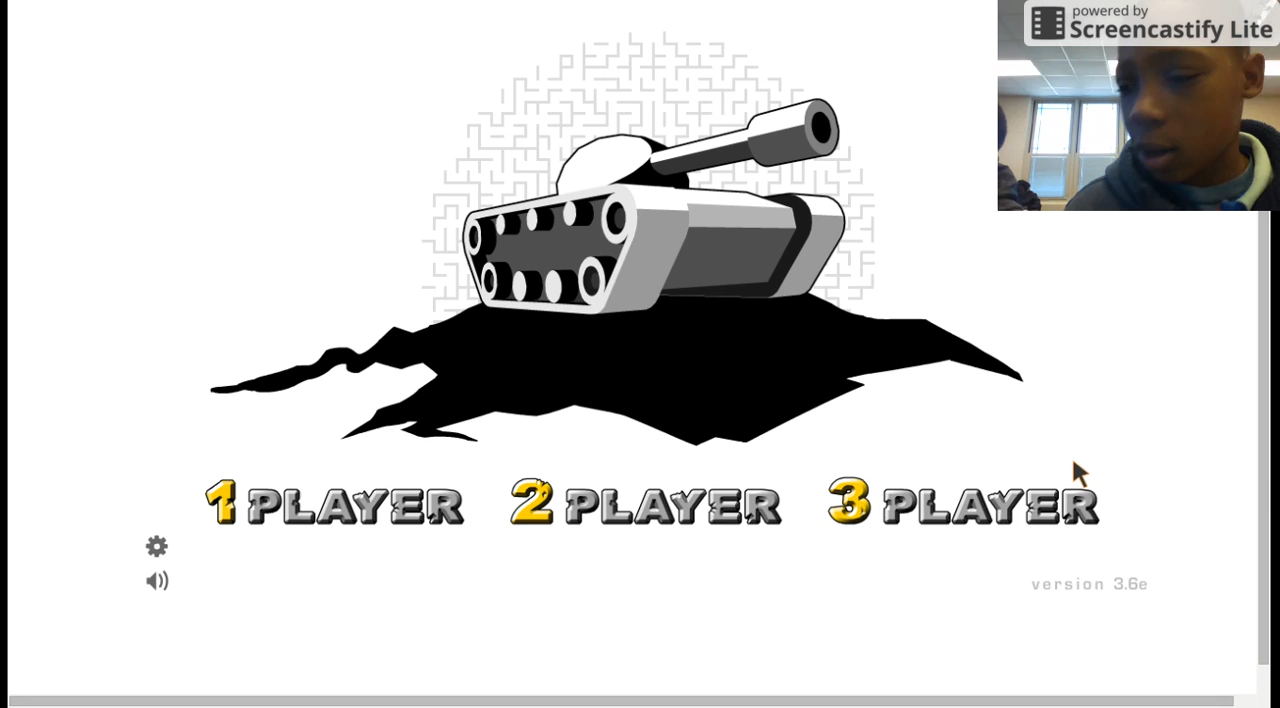 powered by
Screencastify Lite
1 PLAYER 2 PLAYER 3 PLAYER
version 3.6e